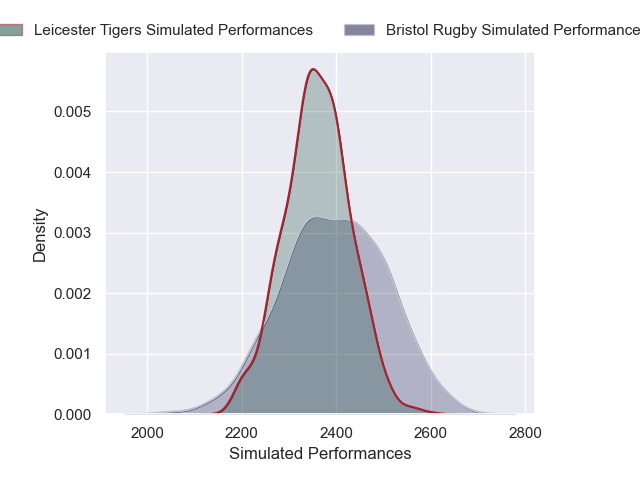 Leicester Tigers Simulated Performances
Bristol Rugby Simulated Performance
0.005
0.004
0.003
0.002
0.001
0.000
Density
2000 2200 2400 2600 2800
Simulated Performances